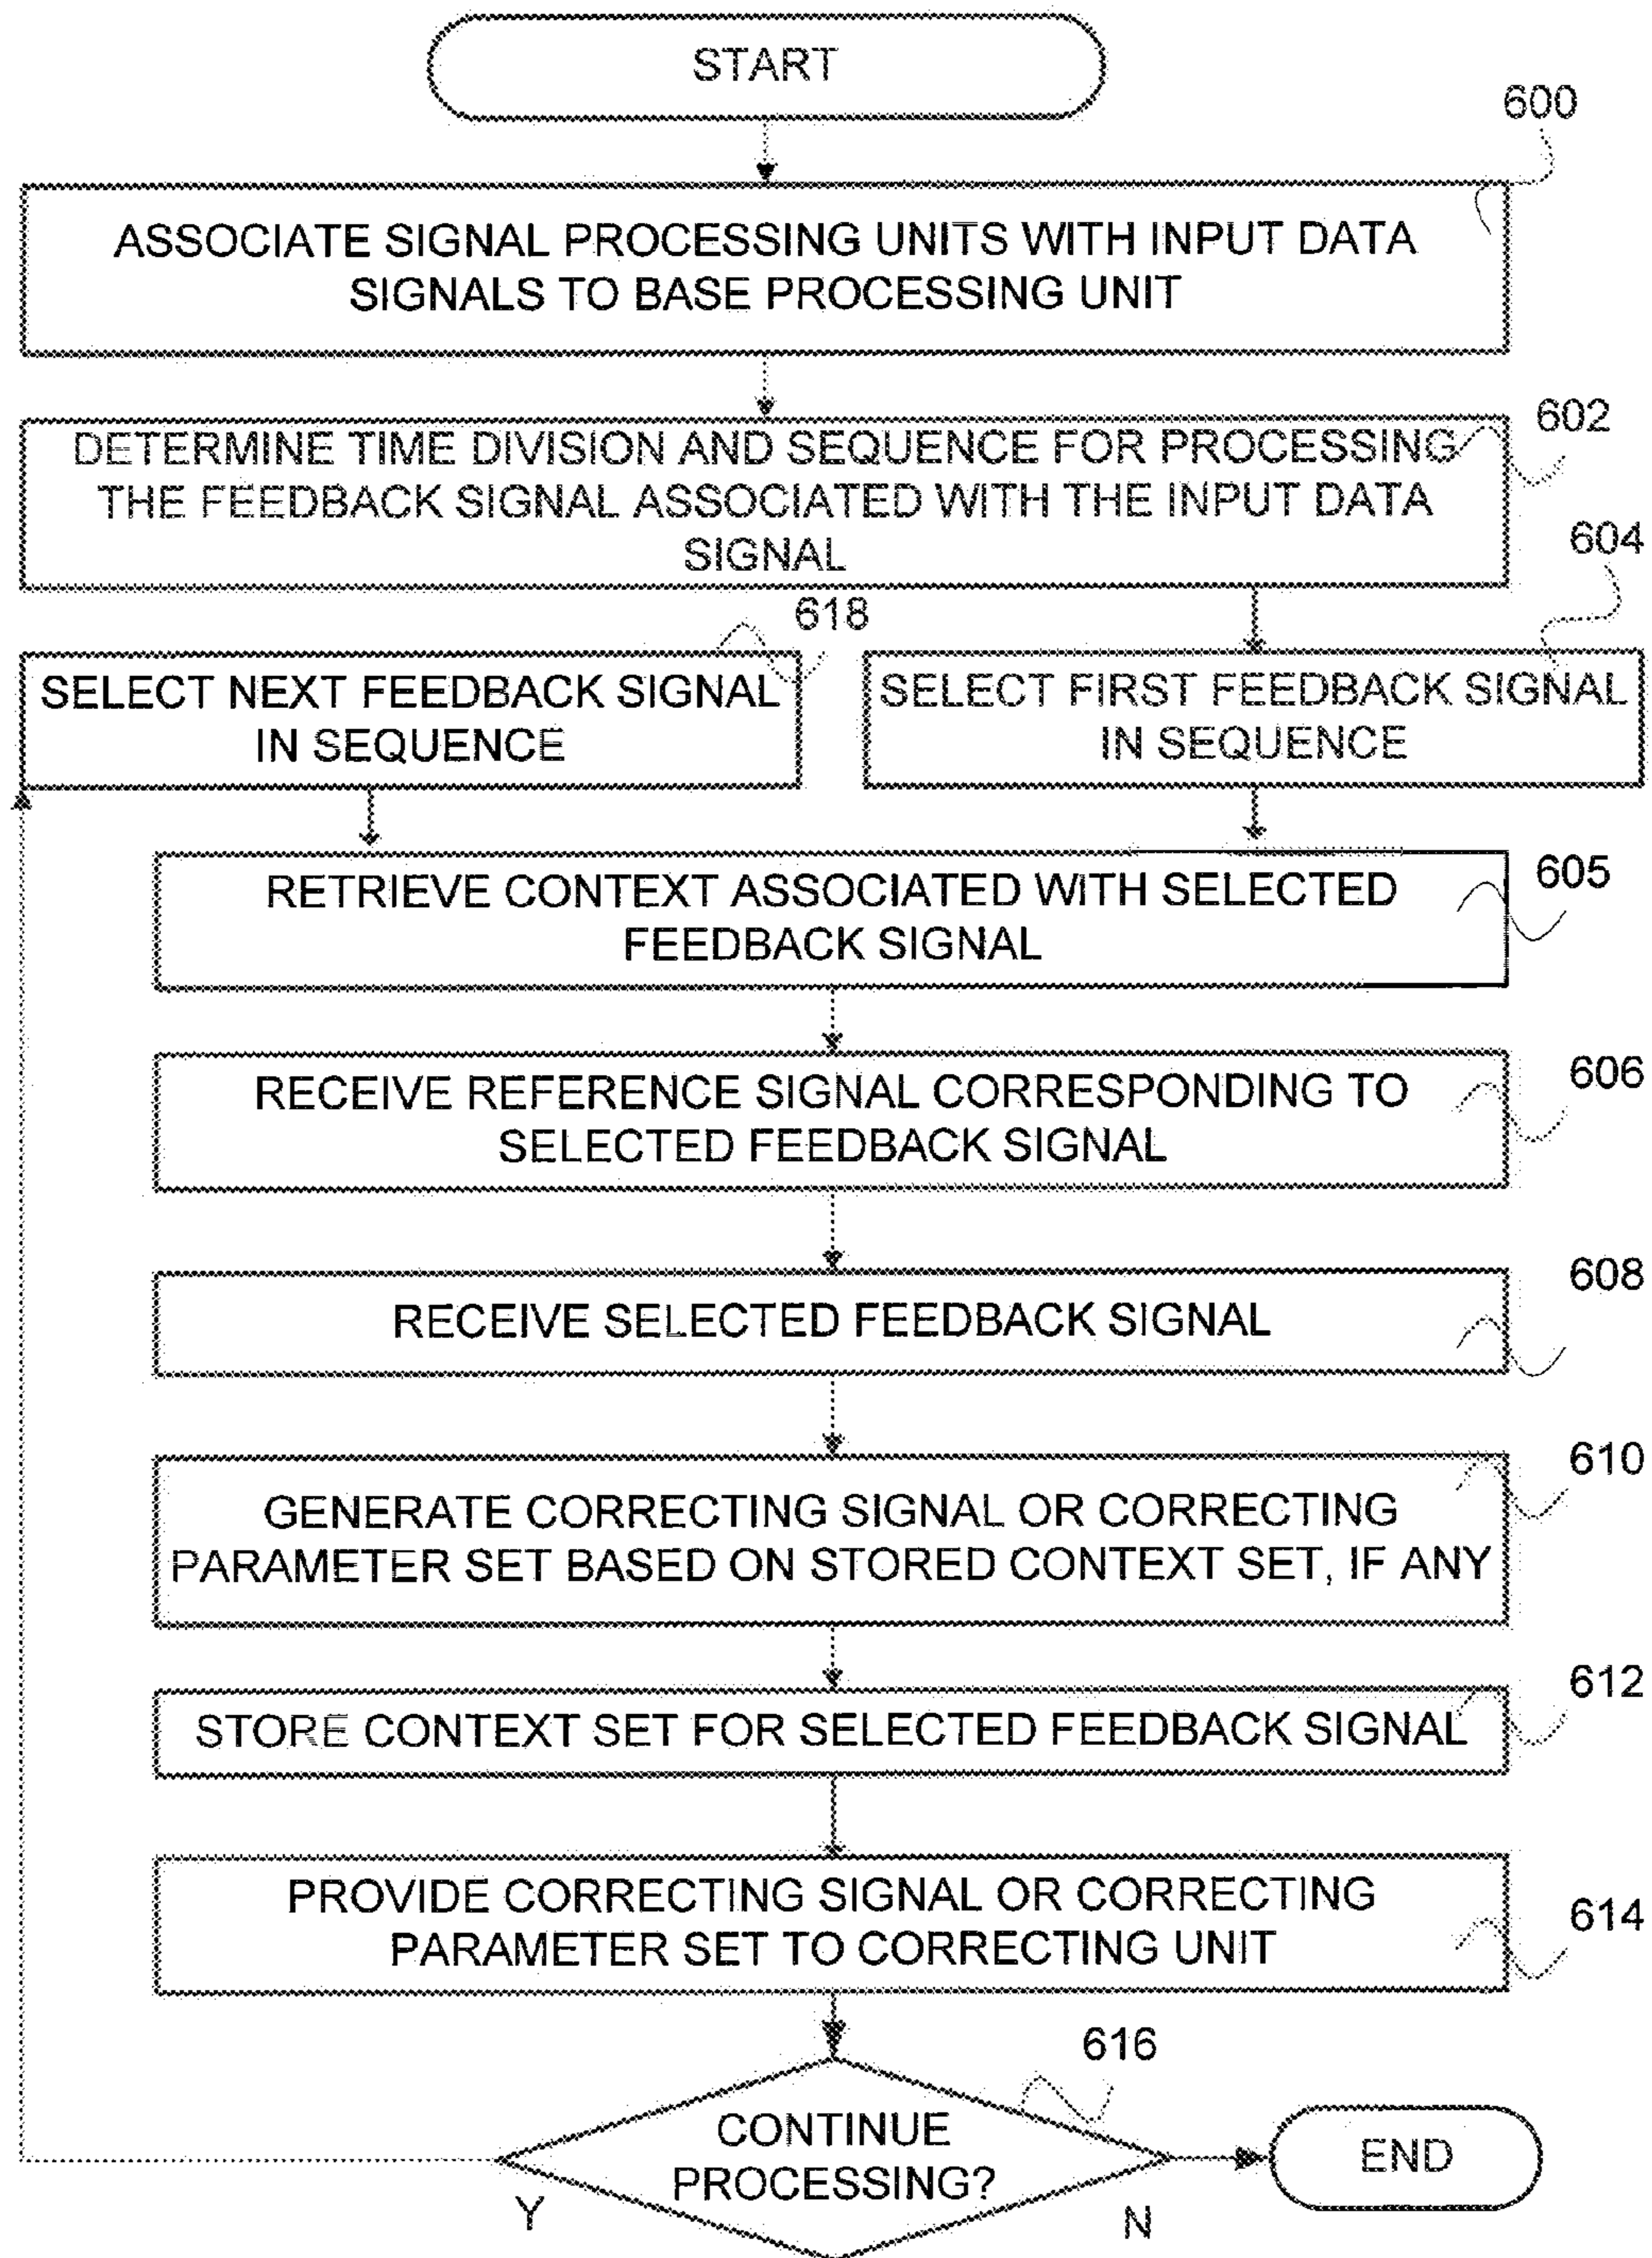 START
600
ASSOCIATE SIGNAL PROCESSING UNITS WITH INPUT DATA
SIGNALS TO BASE PROCESSING UNIT
602
DETERMINE TIME DIVISION AND SEQUENCE FOR PROCESSING
THE FEEDBACK SIGNAL ASSOCIATED WITH THE INPUT DATA
SIGNAL
604
618
SELECT NEXT FEEDBACK SIGNAL
IN SEQUENCE
SELECT FIRST FEEDBACK SIGNAL
IN SEQUENCE
605
RETRIEVE CONTEXT ASSOCIATED WITH SELECTED
FEEDBACK SIGNAL
606
RECEIVE REFERENCE SIGNAL CORRESPONDING TO
SELECTED FEEDBACK SIGNAL
608
RECEIVE SELECTED FEEDBACK SIGNAL
610
GENERATE CORRECTING SIGNAL OR CORRECTING
PARAMETER SET BASED ON STORED CONTEXT SET, IF ANY
612
STORE CONTEXT SET FOR SELECTED FEEDBACK SIGNAL
PROVIDE CORRECTING SIGNAL OR CORRECTING
PARAMETER SET TO CORRECTING UNIT
614
616
CONTINUE
PROCESSING?
END
Y
N